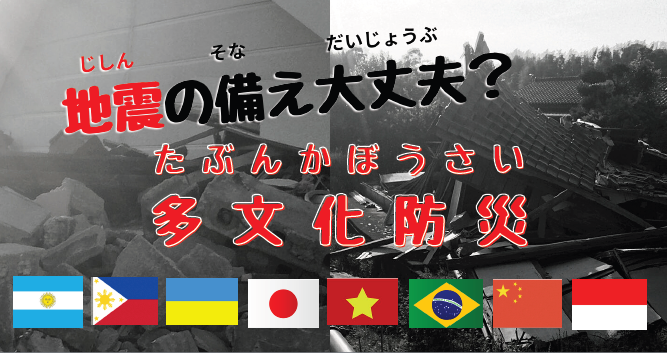 じしん そな だいじょうぶ
地震の備え大丈夫？
たぶんかぼうさい
多文化防災